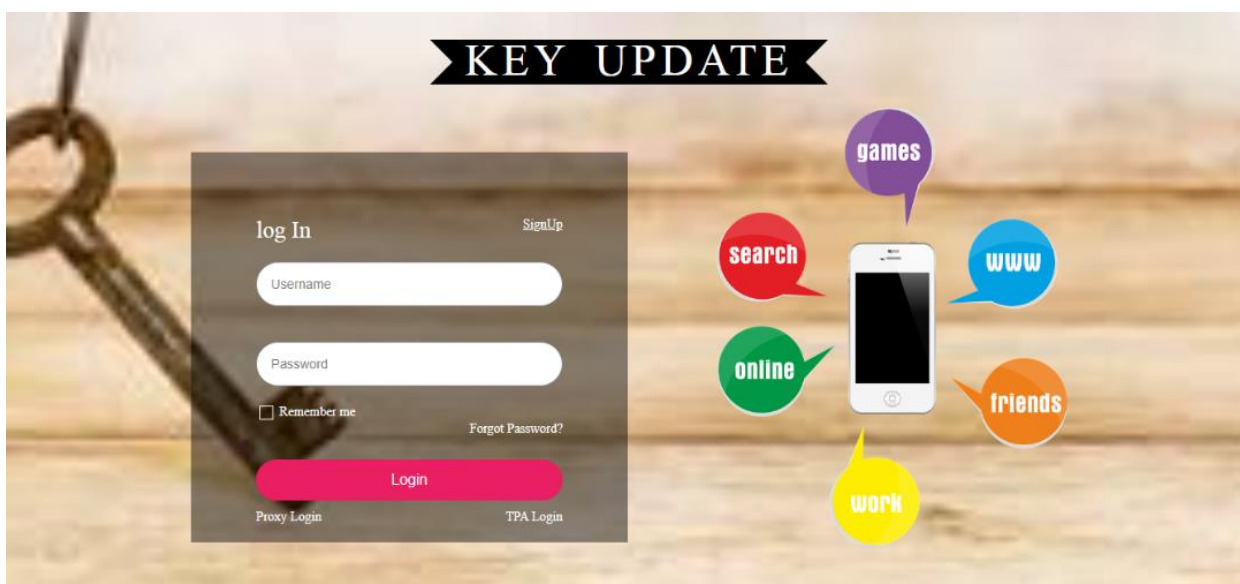 KEY UPDATE
log In
SignUp
Username
Password
Remember me
Forgot Password?
Login
Proxy Login
TPA Login
games
search
www
online
friends
work